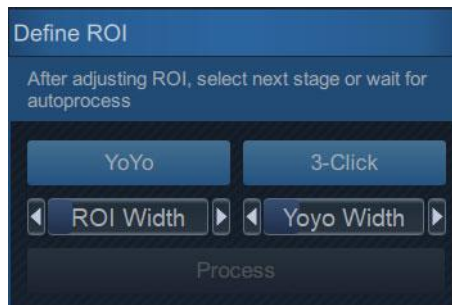 Define ROI
After adjusting ROI, select next stage or wait for
autoprocess
YoYo 3-Click
ROI Width Yoyo Width
Process